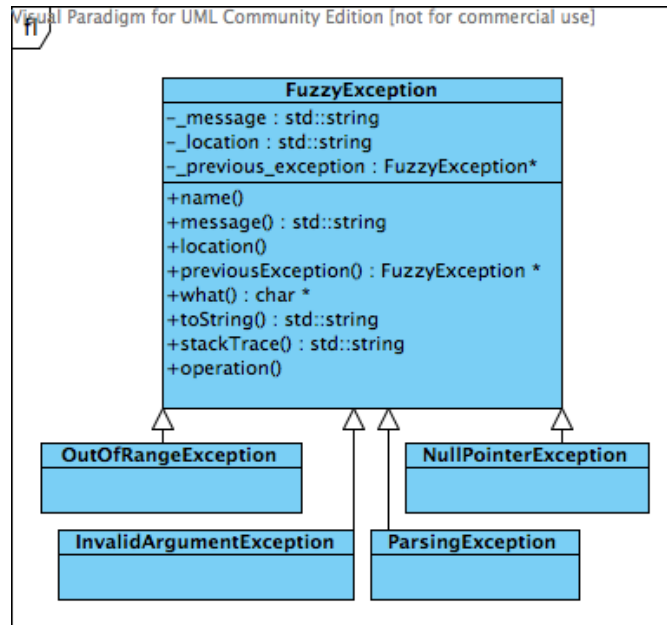 Visual Paradigm for UML Community Edition [not for commercial use]
fl
FuzzyException
-_message : std::string
-_location : std::string
-_previous_exception : FuzzyException*
+name()
+message() : std::string
+location()
+previousException() : FuzzyException *
+what() : char *
+toString() : std::string
+stackTrace() : std::string
+operation()
OutOfRangeException
NullPointerException
InvalidArgumentException
ParsingException